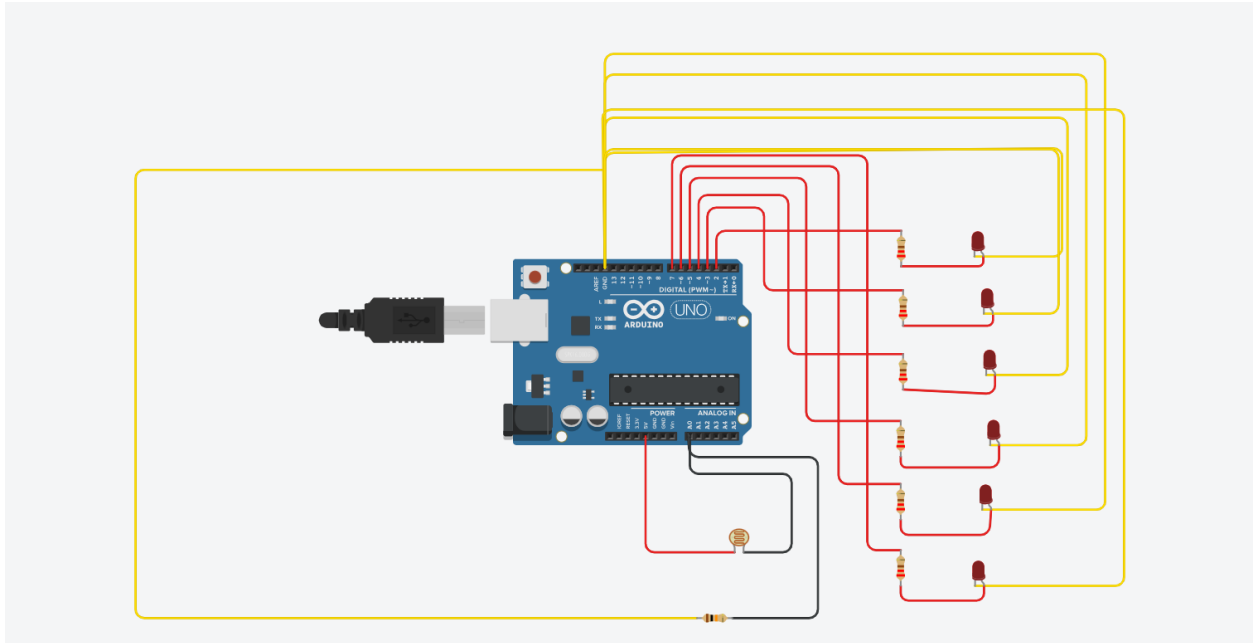 AREF
GND
13
12
~11
~10
~9
8
7
~6
~5
4
~3
2
TX→1
RX←0
DIGITAL (PWM~)
L
TX
RX
UNO
ON
ARDUINO
POWER
ANALOG IN
IOREF
RESET
3.3V
5V
GND
GND
Vin
A0
A1
A2
A3
A4
A5